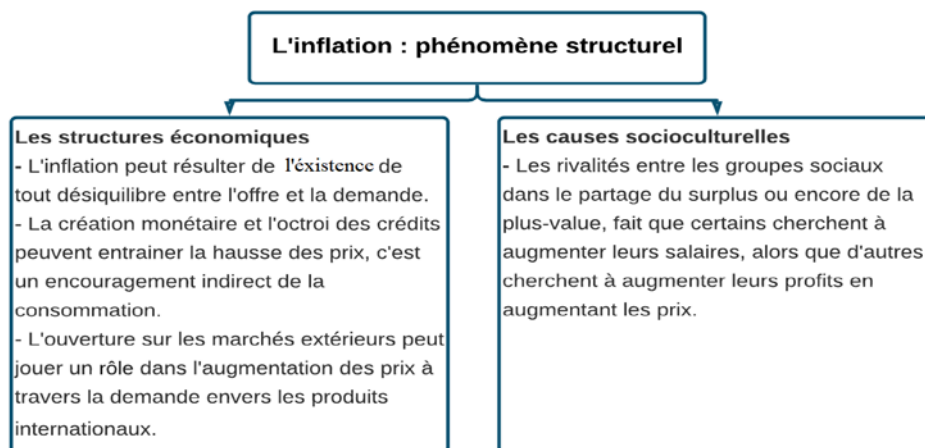 L'inflation : phénomène structurel
Les structures économiques
- L'inflation peut résulter de l'éxistence de
tout désiquilibre entre l'offre et la demande.
- La création monétaire et l'octroi des crédits
peuvent entrainer la hausse des prix, c'est
un encouragement indirect de la
consommation.
- L'ouverture sur les marchés extérieurs peut
jouer un rôle dans l'augmentation des prix à
travers la demande envers les produits
internationaux.
Les causes socioculturelles
- Les rivalités entre les groupes sociaux
dans le partage du surplus ou encore de la
plus-value, fait que certains cherchent à
augmenter leurs salaires, alors que d'autres
cherchent à augmenter leurs profits en
augmentant les prix.